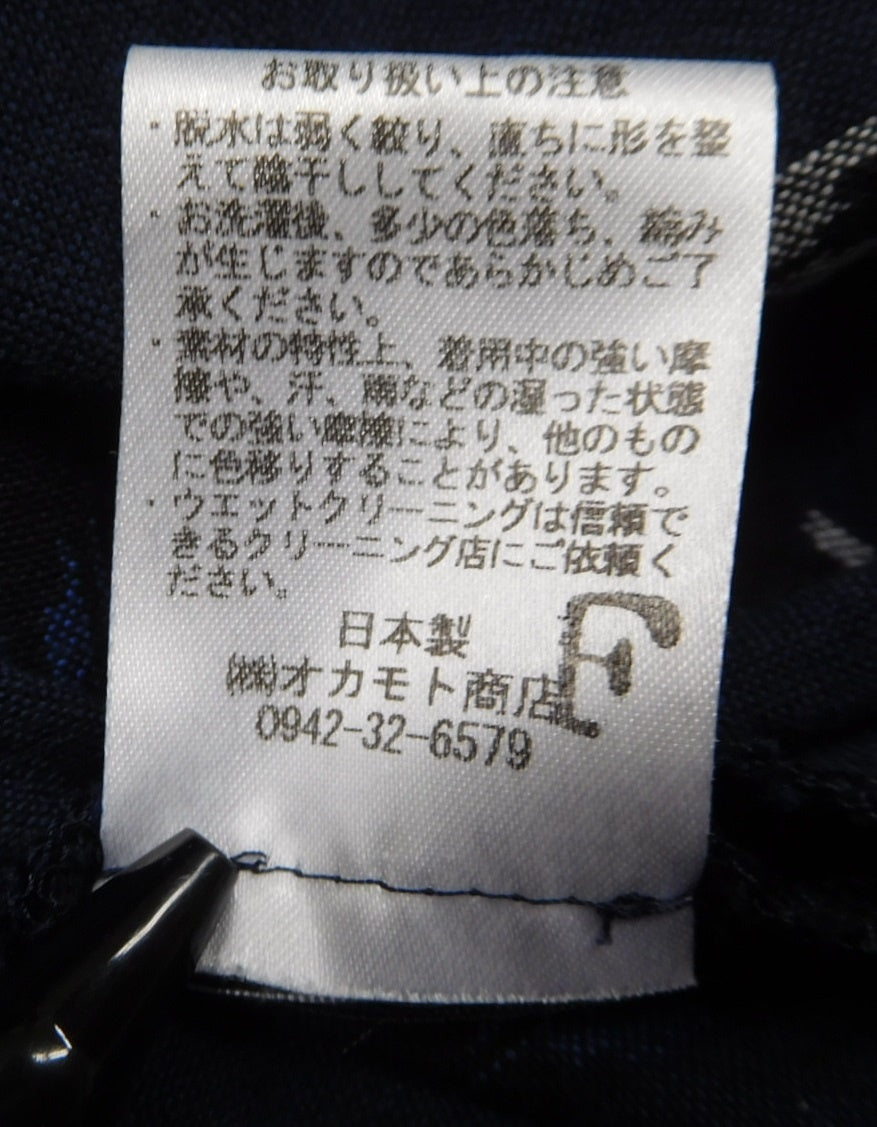 お取り扱い上の注意
・脱水は弱く絞り、直ちに形を整
えて陰干ししてください。
・お洗濯後、多少の色落ち、縮み
が生じますのであらかじめご了
承ください。
・素材の特性上、着用中の強い摩
擦や、汗、雨などの湿った状態
での強い摩擦により、他のもの
に色移りすることがあります。
・ウエットクリーニングは信頼で
きるクリーニング店にご依頼く
ださい。
日本製
㈱オカモト商店
0942-32-6579
E